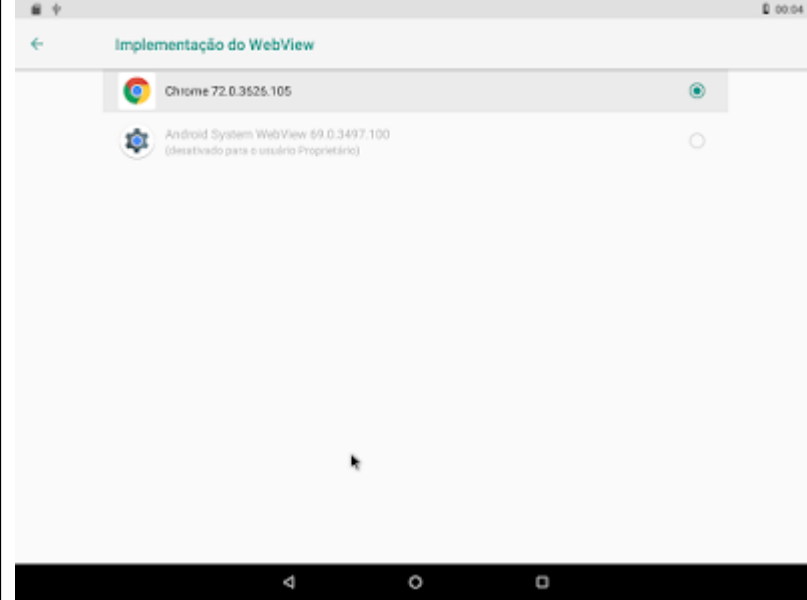 00:04
Implementação do WebView
Chrome 72.0.3626.105
Android System WebView 69.0.3497.100
(desativado para o usuário Proprietário)